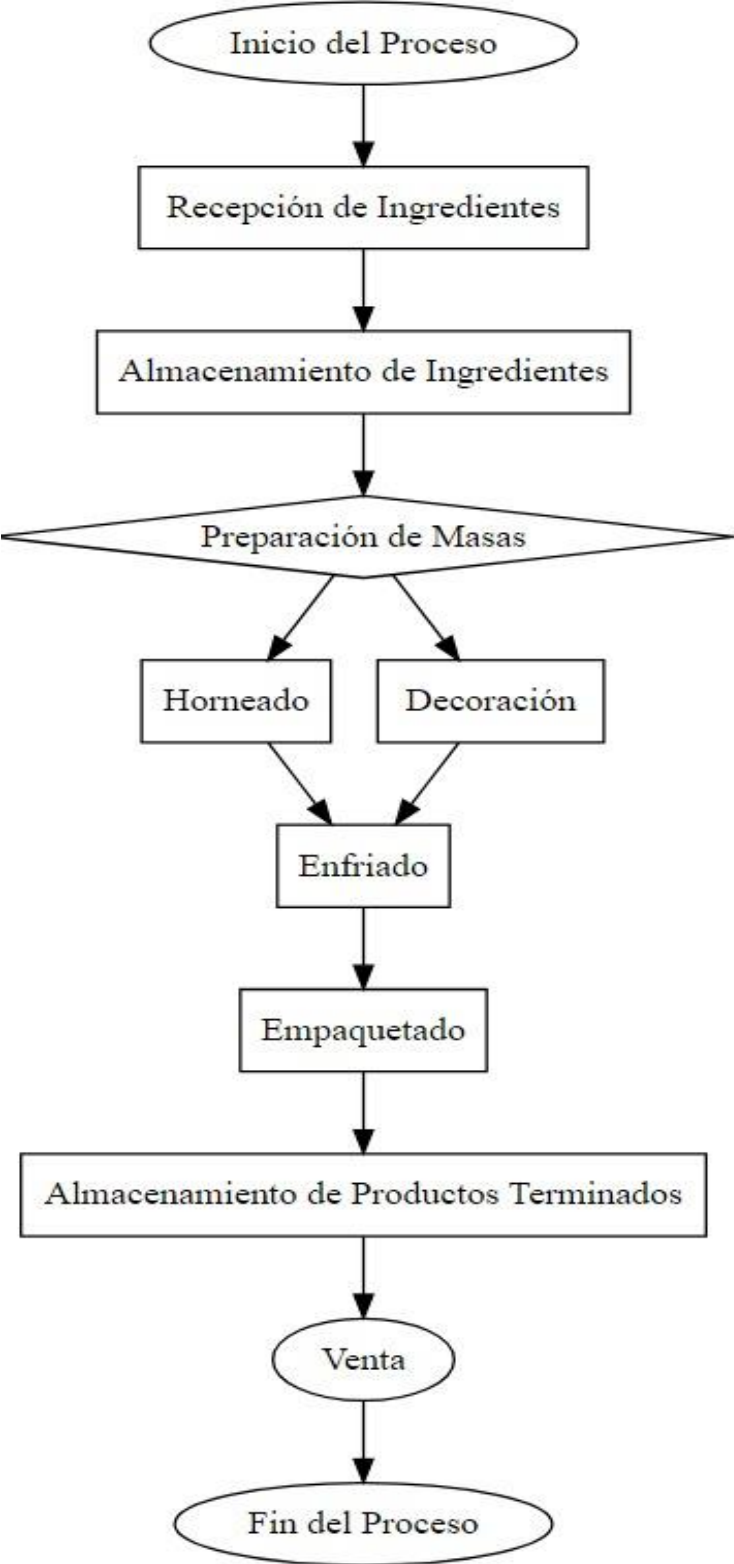 Inicio del Proceso
Recepción de Ingredientes
Almacenamiento de Ingredientes
Preparación de Masas
Horneado
Decoración
Enfriado
Empaquetado
Almacenamiento de Productos Terminados
Venta
Fin del Proceso